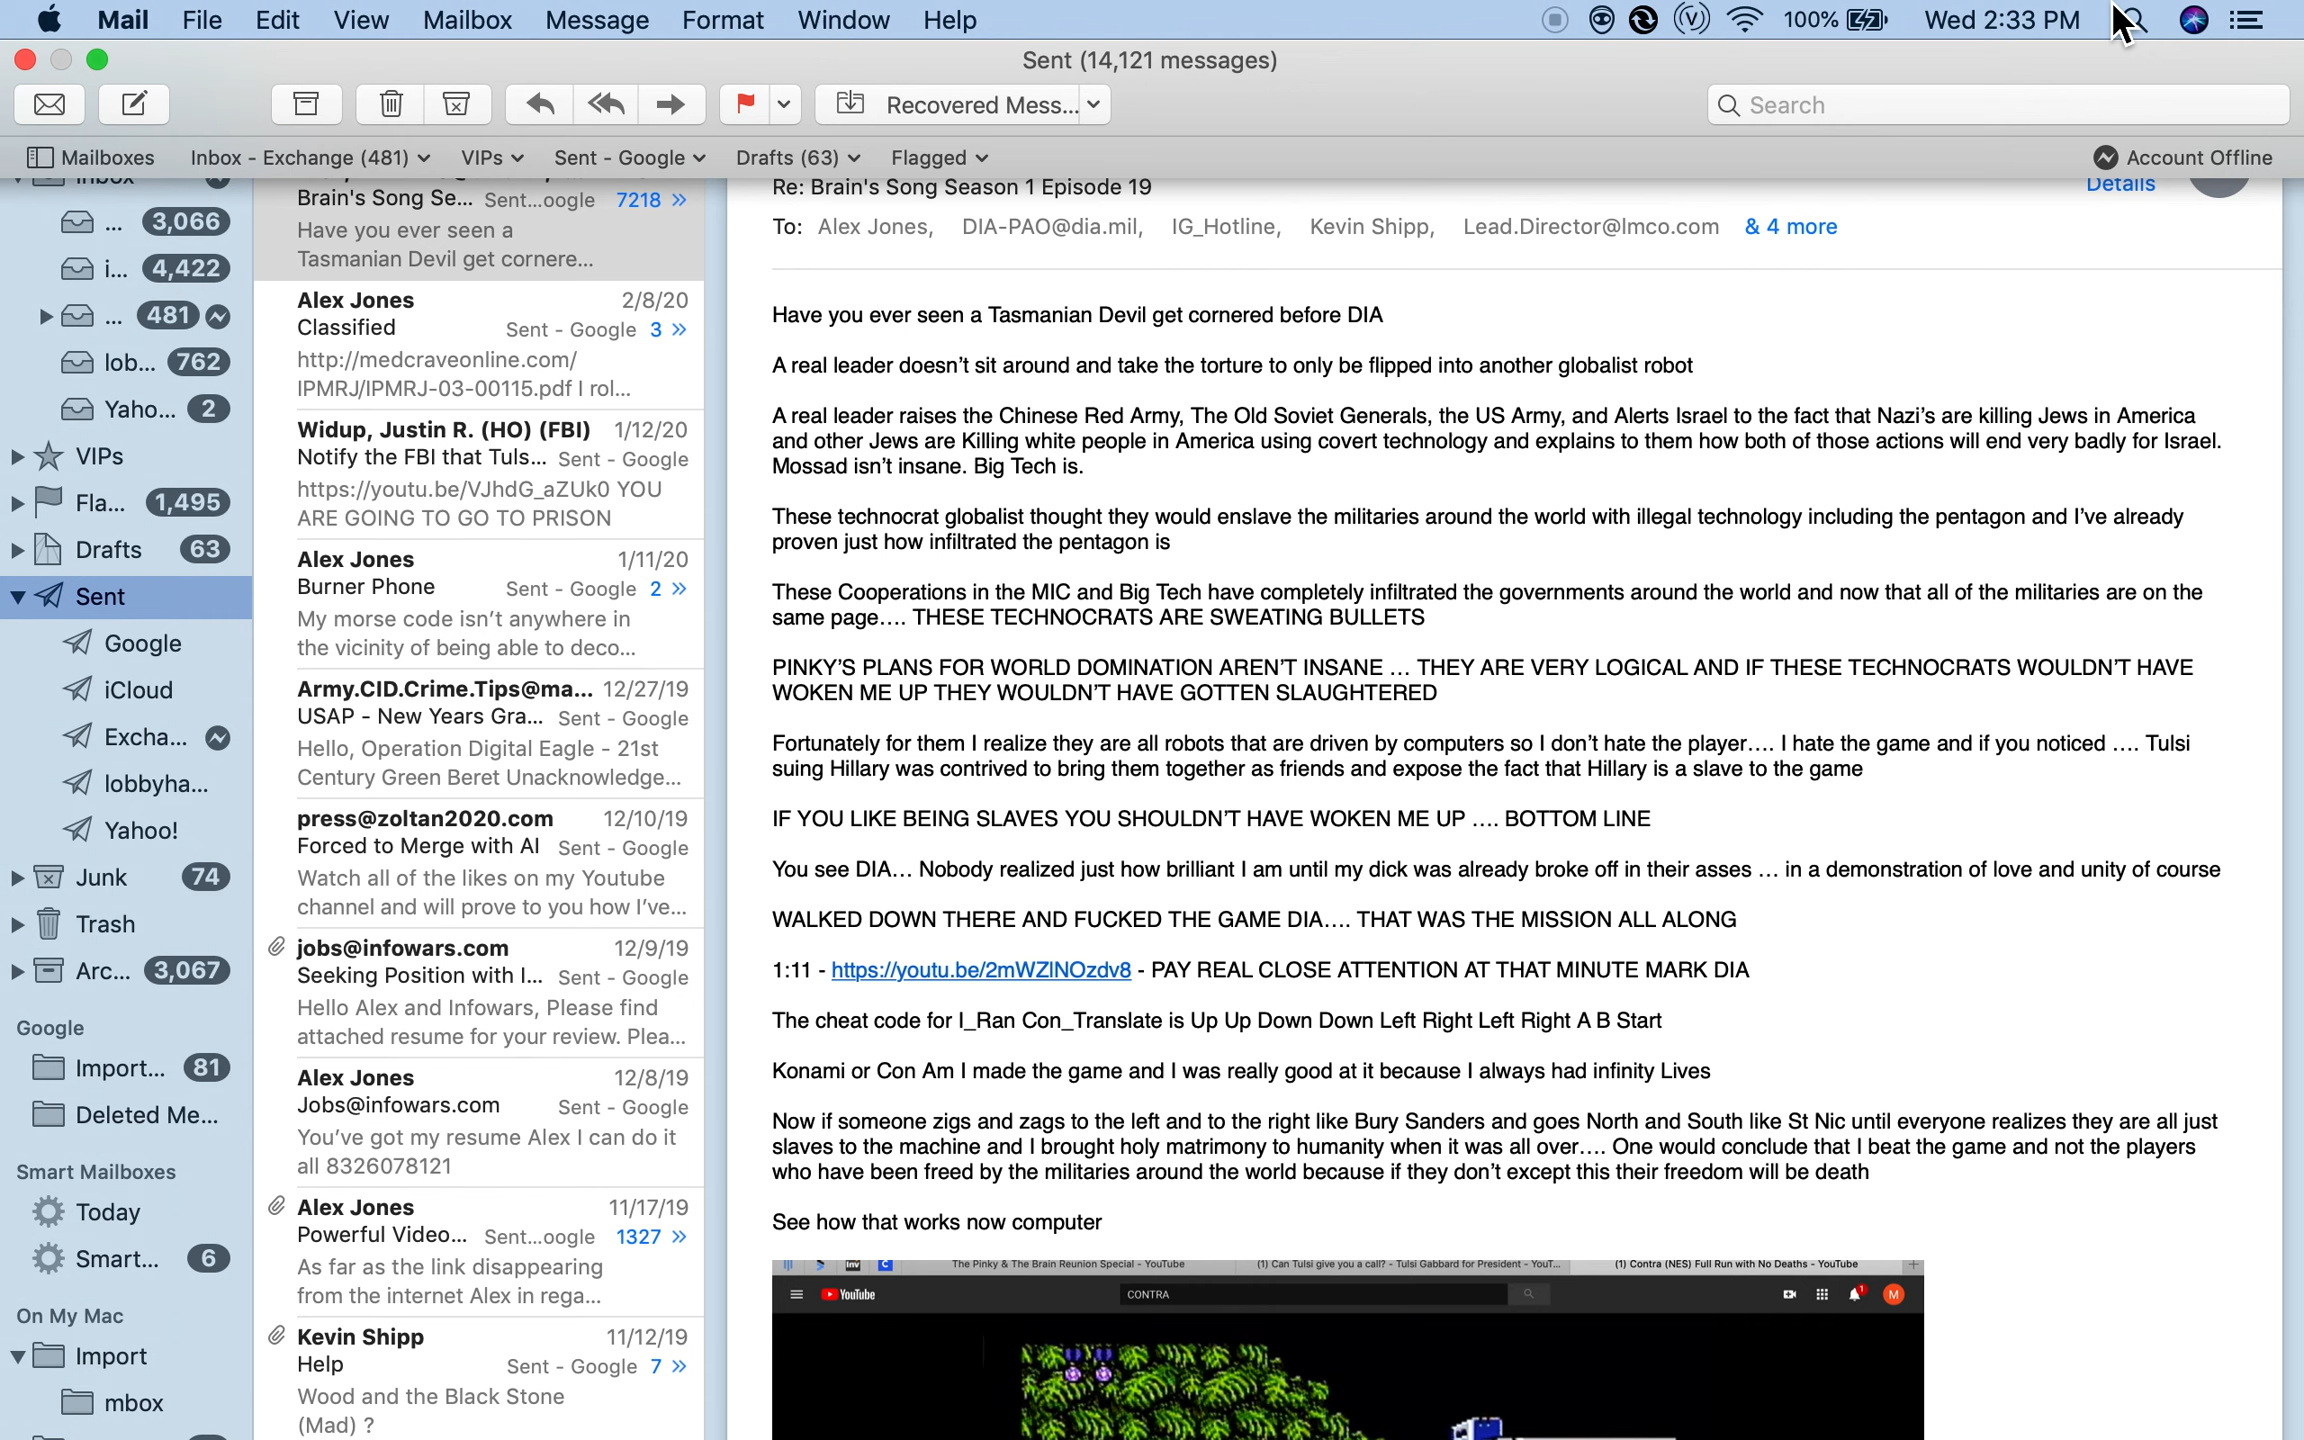 Mail File Edit View Mailbox Message Format Window Help 100% Wed 2:33 PM
Sent (14,121 messages)
Recovered Mess... Search
Mailboxes Inbox - Exchange (481) VIPs Sent - Google Drafts (63) Flagged Account Offline
Inbox
... 3,066
i... 4,422
... 481
lob... 762
Yaho... 2
VIPs
Fla... 1,495
Drafts 63
Sent
Google
iCloud
Excha...
lobbyha...
Yahoo!
Junk 74
Trash
Arc... 3,067
Google
Import... 81
Deleted Me...
Smart Mailboxes
Today
Smart... 6
On My Mac
Import
mbox
Brain's Song Se... Sent...oogle 7218 »
Have you ever seen a
Tasmanian Devil get cornere...
Alex Jones 2/8/20
Classified Sent - Google 3 »
http://medcraveonline.com/
IPMRJ/IPMRJ-03-00115.pdf I rol...
Widup, Justin R. (HO) (FBI) 1/12/20
Notify the FBI that Tuls... Sent - Google
https://youtu.be/VJhdG_aZUk0 YOU
ARE GOING TO GO TO PRISON
Alex Jones 1/11/20
Burner Phone Sent - Google 2 »
My morse code isn't anywhere in
the vicinity of being able to deco...
Army.CID.Crime.Tips@ma... 12/27/19
USAP - New Years Gra... Sent - Google
Hello, Operation Digital Eagle - 21st
Century Green Beret Unacknowledge...
press@zoltan2020.com 12/10/19
Forced to Merge with AI Sent - Google
Watch all of the likes on my Youtube
channel and will prove to you how I've...
jobs@infowars.com 12/9/19
Seeking Position with I... Sent - Google
Hello Alex and Infowars, Please find
attached resume for your review. Plea...
Alex Jones 12/8/19
Jobs@infowars.com Sent - Google
You've got my resume Alex I can do it
all 8326078121
Alex Jones 11/17/19
Powerful Video... Sent...oogle 1327 »
As far as the link disappearing
from the internet Alex in rega...
Kevin Shipp 11/12/19
Help Sent - Google 7 »
Wood and the Black Stone
(Mad) ?
Re: Brain's Song Season 1 Episode 19 Details
To: Alex Jones, DIA-PAO@dia.mil, IG_Hotline, Kevin Shipp, Lead.Director@lmco.com & 4 more
Have you ever seen a Tasmanian Devil get cornered before DIA
A real leader doesn't sit around and take the torture to only be flipped into another globalist robot
A real leader raises the Chinese Red Army, The Old Soviet Generals, the US Army, and Alerts Israel to the fact that Nazi's are killing Jews in America
and other Jews are Killing white people in America using covert technology and explains to them how both of those actions will end very badly for Israel.
Mossad isn't insane. Big Tech is.
These technocrat globalist thought they would enslave the militaries around the world with illegal technology including the pentagon and I've already
proven just how infiltrated the pentagon is
These Cooperations in the MIC and Big Tech have completely infiltrated the governments around the world and now that all of the militaries are on the
same page.... THESE TECHNOCRATS ARE SWEATING BULLETS
PINKY'S PLANS FOR WORLD DOMINATION AREN'T INSANE ... THEY ARE VERY LOGICAL AND IF THESE TECHNOCRATS WOULDN'T HAVE
WOKEN ME UP THEY WOULDN'T HAVE GOTTEN SLAUGHTERED
Fortunately for them I realize they are all robots that are driven by computers so I don't hate the player.... I hate the game and if you noticed .... Tulsi
suing Hillary was contrived to bring them together as friends and expose the fact that Hillary is a slave to the game
IF YOU LIKE BEING SLAVES YOU SHOULDN'T HAVE WOKEN ME UP .... BOTTOM LINE
You see DIA... Nobody realized just how brilliant I am until my dick was already broke off in their asses ... in a demonstration of love and unity of course
WALKED DOWN THERE AND FUCKED THE GAME DIA.... THAT WAS THE MISSION ALL ALONG
1:11 - https://youtu.be/2mWZlNOzdv8 - PAY REAL CLOSE ATTENTION AT THAT MINUTE MARK DIA
The cheat code for I_Ran Con_Translate is Up Up Down Down Left Right Left Right A B Start
Konami or Con Am I made the game and I was really good at it because I always had infinity Lives
Now if someone zigs and zags to the left and to the right like Bury Sanders and goes North and South like St Nic until everyone realizes they are all just
slaves to the machine and I brought holy matrimony to humanity when it was all over.... One would conclude that I beat the game and not the players
who have been freed by the militaries around the world because if they don't except this their freedom will be death
See how that works now computer
Inv C The Pinky & The Brain Reunion Special - YouTube (1) Can Tulsi give you a call? - Tulsi Gabbard for President - YouT... (1) Contra (NES) Full Run with No Deaths - YouTube
YouTube CONTRA 1 M